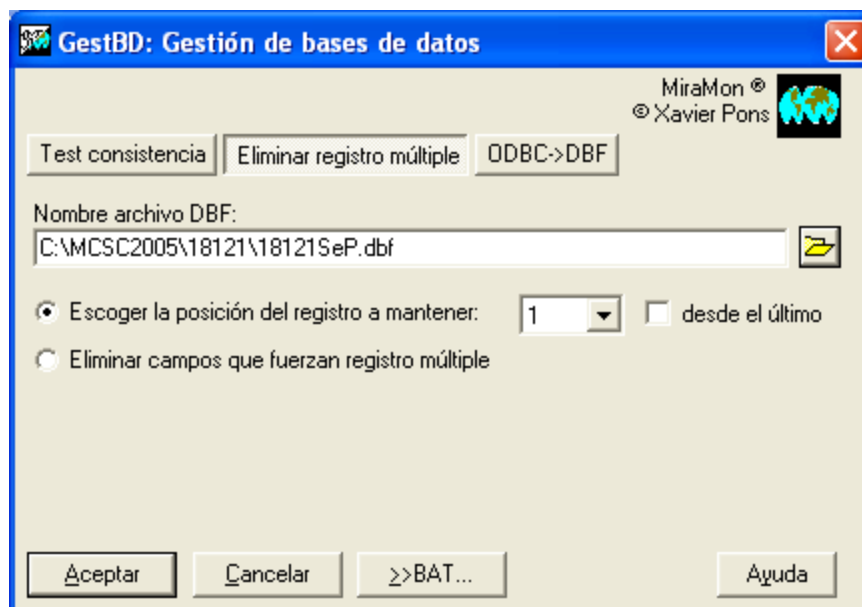 GestBD: Gestión de bases de datos
MiraMon ®
© Xavier Pons
Test consistencia Eliminar registro múltiple ODBC->DBF
Nombre archivo DBF:
C:\MCSC2005\18121\18121SeP.dbf
Escoger la posición del registro a mantener: 1 desde el último
Eliminar campos que fuerzan registro múltiple
Aceptar Cancelar >>BAT... Ayuda